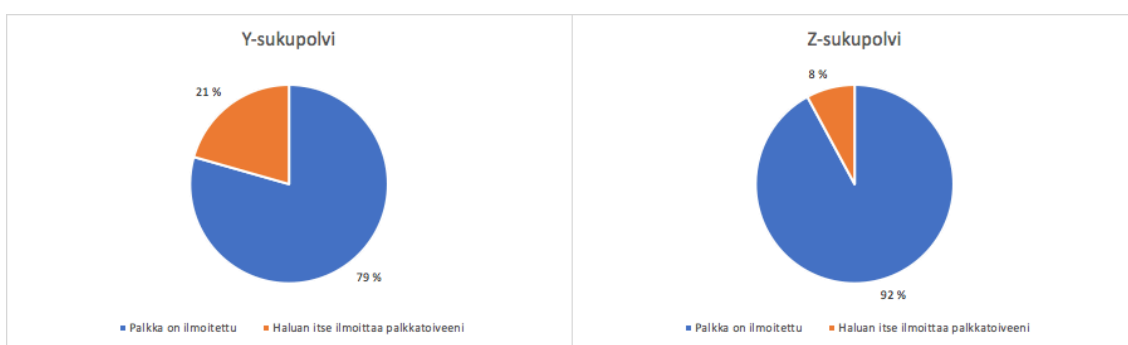 Y-sukupolvi
21 %
79 %
Palkka on ilmoitettu
Haluan itse ilmoittaa palkkatoiveeni
Z-sukupolvi
8 %
92 %
Palkka on ilmoitettu
Haluan itse ilmoittaa palkkatoiveeni